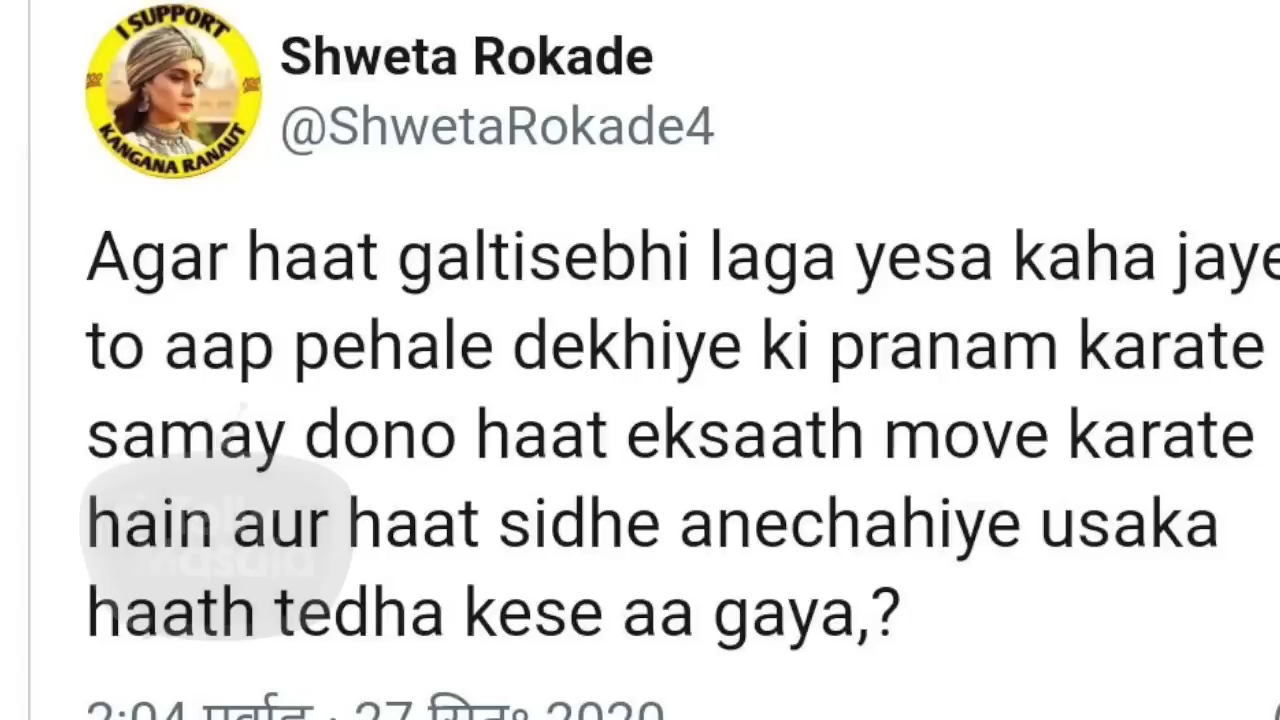 I SUPPORT
KANGANA RANAUT
Shweta Rokade
@ShwetaRokade4
Agar haat galtisebhi laga yesa kaha jaye
to aap pehale dekhiye ki pranam karate
samay dono haat eksaath move karate
hain aur haat sidhe anechahiye usaka
haath tedha kese aa gaya,?
2:04 पूर्वाह्न · 27 सित॰ 2020
Masala